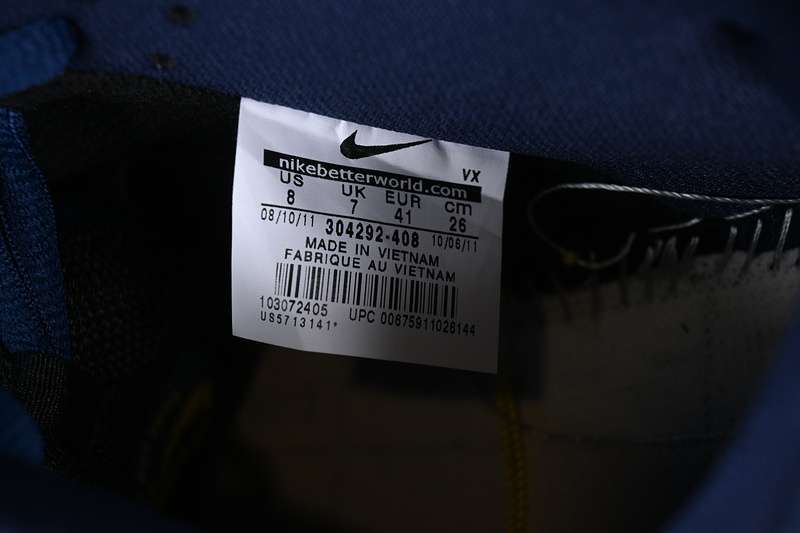 VX
nikebetterworld.com
US UK EUR cm
8 7 41 26
08/10/11 304292-408 10/06/11
MADE IN VIETNAM
FABRIQUE AU VIETNAM
103072405 UPC 00675911026144
US5713141*